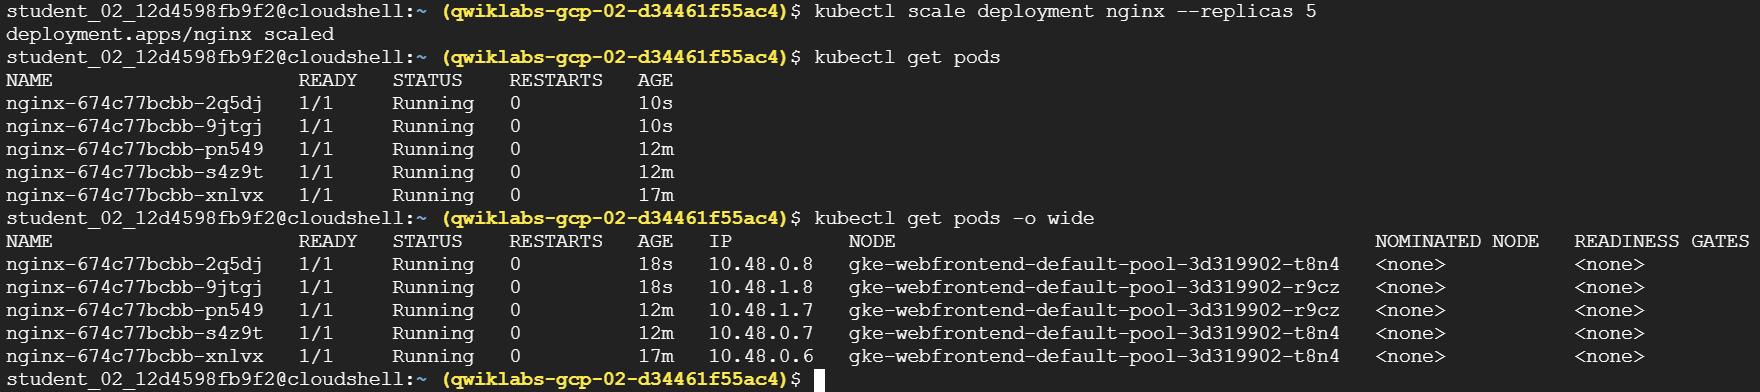 student_02_12d4598fb9f2@cloudshell:~ (qwiklabs-gcp-02-d34461f55ac4)$ kubectl scale deployment nginx --replicas 5
deployment.apps/nginx scaled
student_02_12d4598fb9f2@cloudshell:~ (qwiklabs-gcp-02-d34461f55ac4)$ kubectl get pods
NAME                     READY   STATUS    RESTARTS   AGE
nginx-674c77bcbb-2q5dj   1/1     Running   0          10s
nginx-674c77bcbb-9jtgj   1/1     Running   0          10s
nginx-674c77bcbb-pn549   1/1     Running   0          12m
nginx-674c77bcbb-s4z9t   1/1     Running   0          12m
nginx-674c77bcbb-xnlvx   1/1     Running   0          17m
student_02_12d4598fb9f2@cloudshell:~ (qwiklabs-gcp-02-d34461f55ac4)$ kubectl get pods -o wide
NAME                     READY   STATUS    RESTARTS   AGE   IP          NODE                                         NOMINATED NODE   READINESS GATES
nginx-674c77bcbb-2q5dj   1/1     Running   0          18s   10.48.0.8   gke-webfrontend-default-pool-3d319902-t8n4   <none>           <none>
nginx-674c77bcbb-9jtgj   1/1     Running   0          18s   10.48.1.8   gke-webfrontend-default-pool-3d319902-r9cz   <none>           <none>
nginx-674c77bcbb-pn549   1/1     Running   0          12m   10.48.1.7   gke-webfrontend-default-pool-3d319902-r9cz   <none>           <none>
nginx-674c77bcbb-s4z9t   1/1     Running   0          12m   10.48.0.7   gke-webfrontend-default-pool-3d319902-t8n4   <none>           <none>
nginx-674c77bcbb-xnlvx   1/1     Running   0          17m   10.48.0.6   gke-webfrontend-default-pool-3d319902-t8n4   <none>           <none>
student_02_12d4598fb9f2@cloudshell:~ (qwiklabs-gcp-02-d34461f55ac4)$